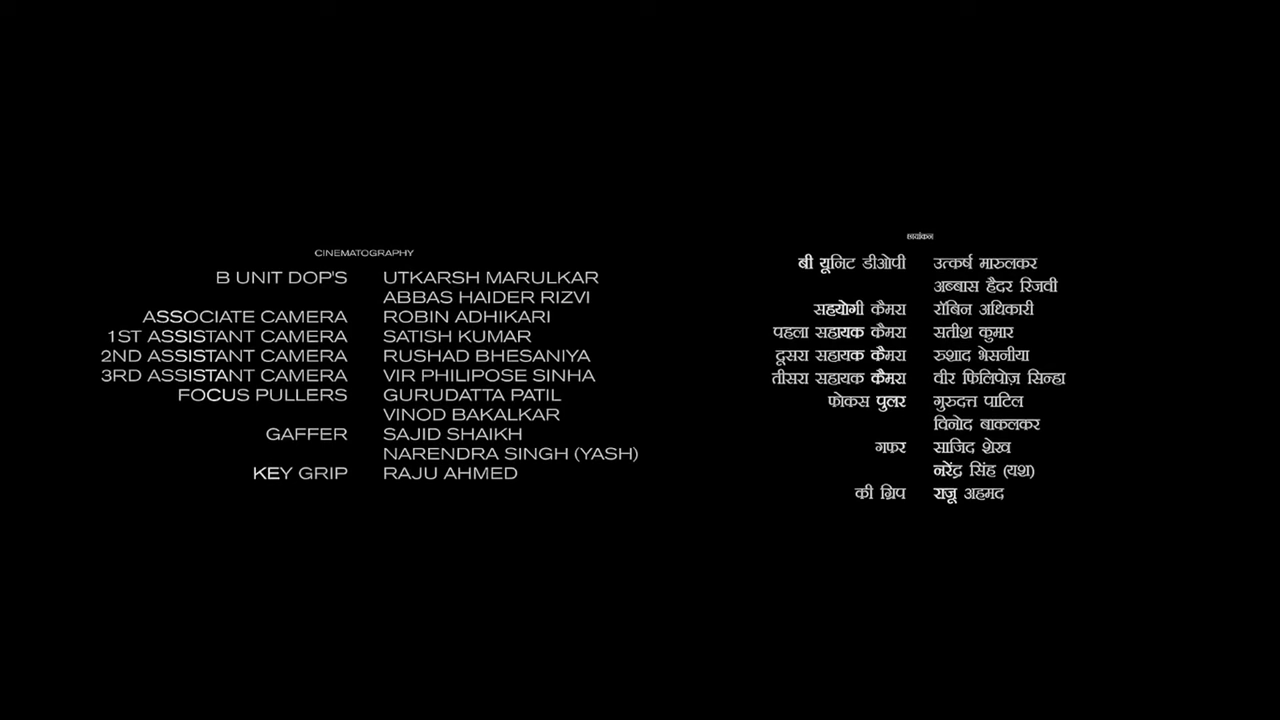 CINEMATOGRAPHY
B UNIT DOP'S UTKARSH MARULKAR
ABBAS HAIDER RIZVI
ASSOCIATE CAMERA ROBIN ADHIKARI
1ST ASSISTANT CAMERA SATISH KUMAR
2ND ASSISTANT CAMERA RUSHAD BHESANIYA
3RD ASSISTANT CAMERA VIR PHILIPOSE SINHA
FOCUS PULLERS GURUDATTA PATIL
VINOD BAKALKAR
GAFFER SAJID SHAIKH
NARENDRA SINGH (YASH)
KEY GRIP RAJU AHMED
छायांकन
बी यूनिट डीओपी उत्कर्ष मारुलकर
अब्बास हैदर रिजवी
सहयोगी कैमरा रॉबिन अधिकारी
पहला सहायक कैमरा सतीश कुमार
दूसरा सहायक कैमरा रुशाद भेसनीया
तीसरा सहायक कैमरा वीर फिलिपोज़ सिन्हा
फोकस पुलर गुरुदत्त पाटिल
विनोद बाकलकर
गफर साजिद शेख
नरेंद्र सिंह (यश)
की ग्रिप राजू अहमद